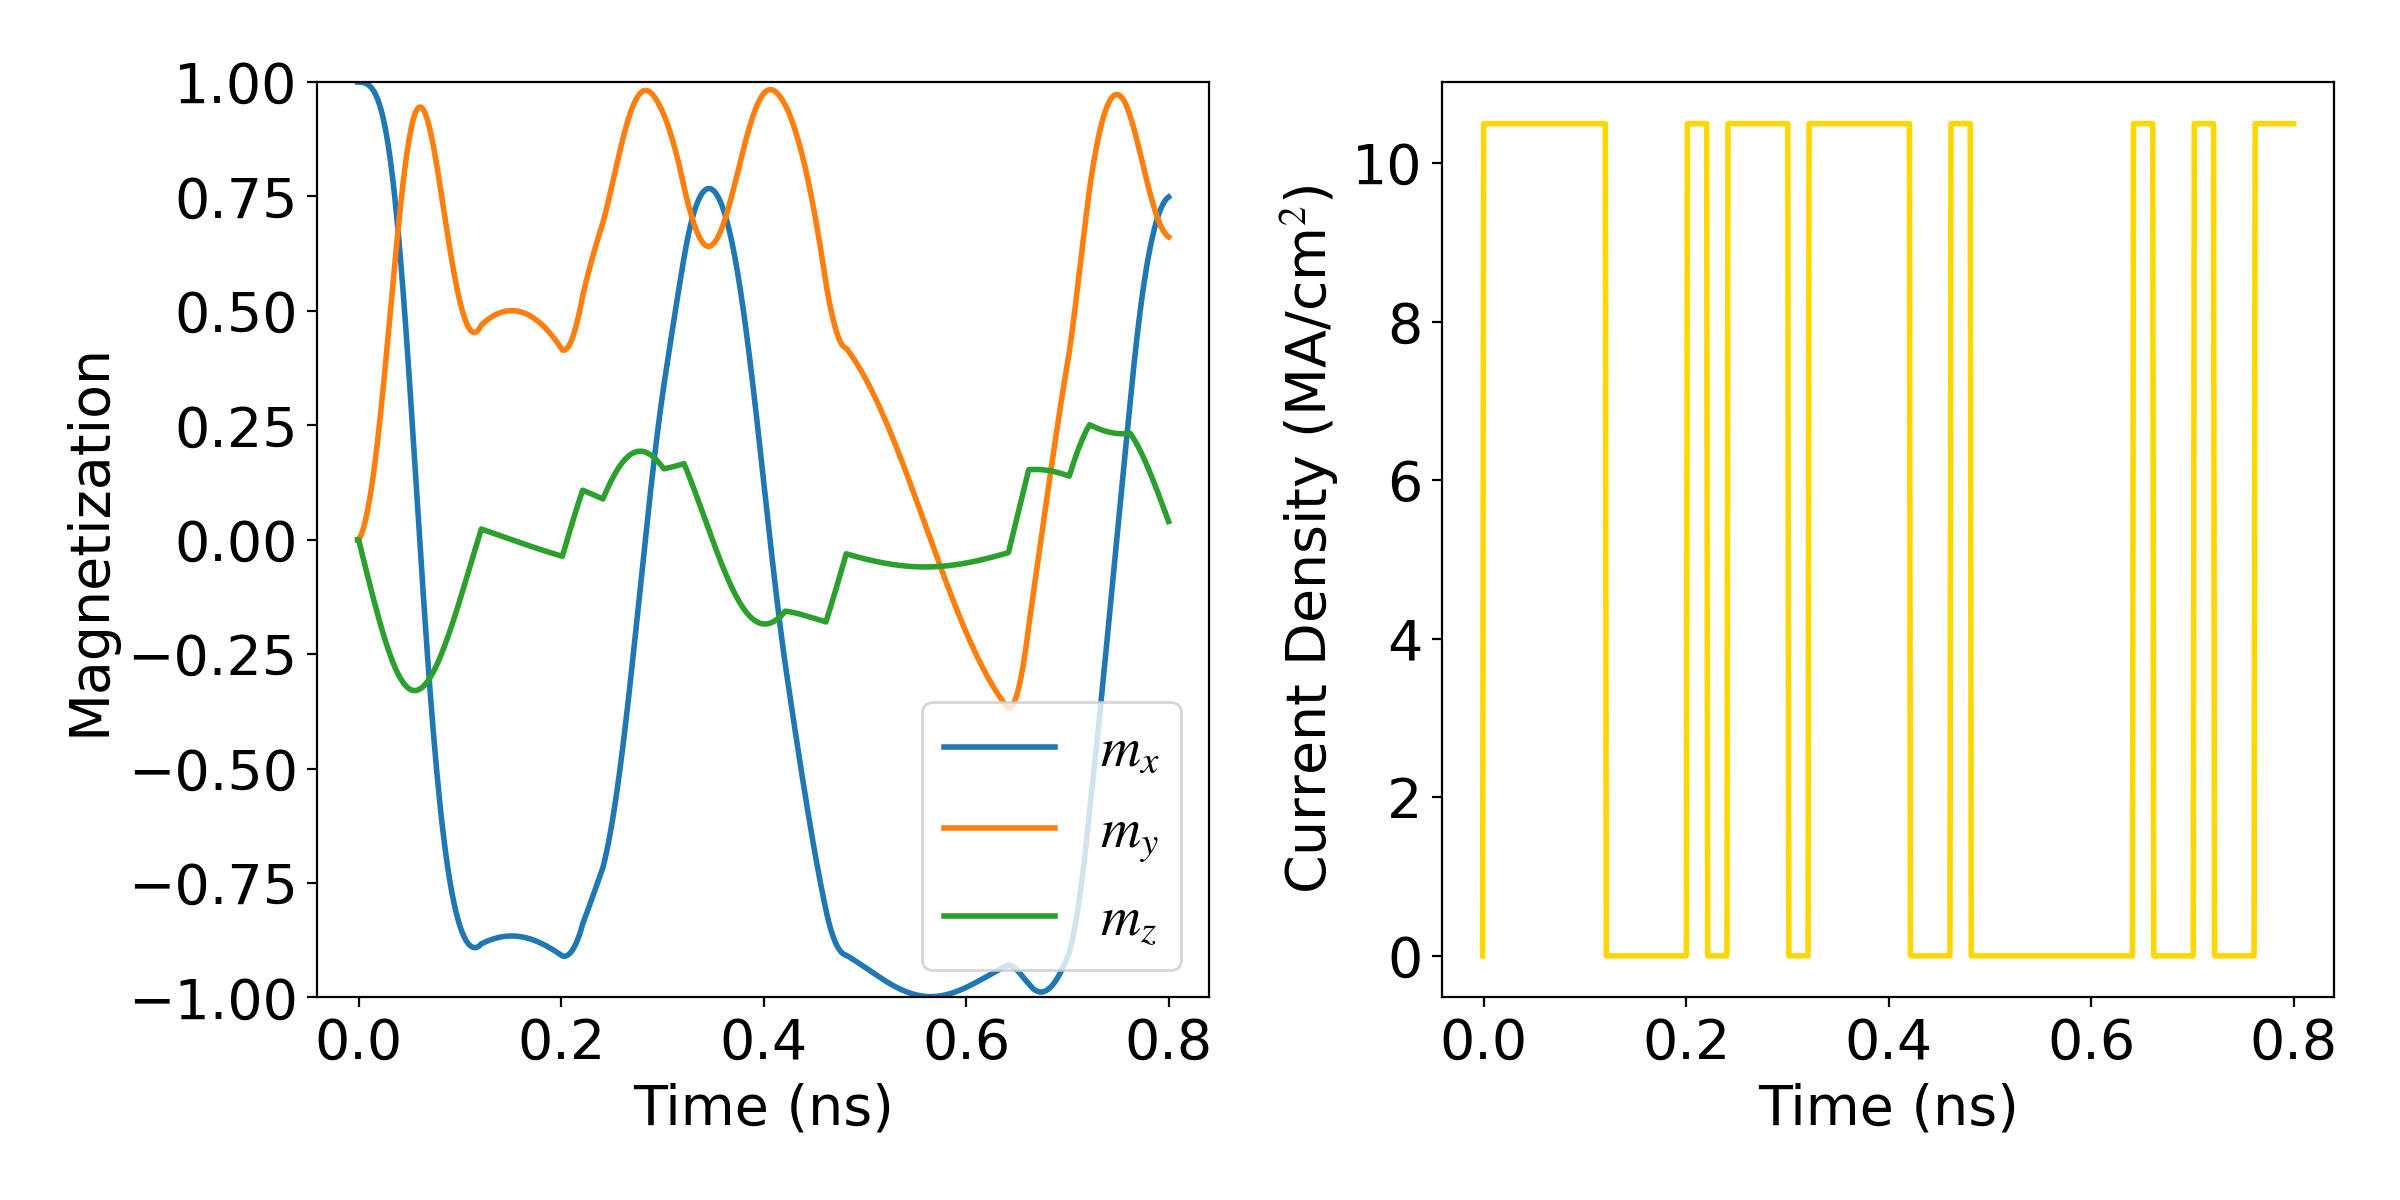 1.00
0.75
0.50
0.25
0.00
−0.25
−0.50
−0.75
−1.00
Magnetization
0.0 0.2 0.4 0.6 0.8
Time (ns)
m_x
m_y
m_z
10
8
6
4
2
0
Current Density (MA/cm²)
0.0 0.2 0.4 0.6 0.8
Time (ns)